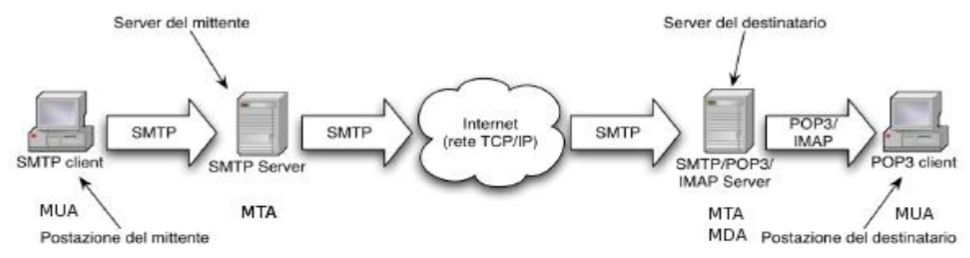 Server del mittente
Server del destinatario
SMTP
SMTP
Internet
(rete TCP/IP)
SMTP
POP3/
IMAP
SMTP client
SMTP Server
SMTP/POP3/
IMAP Server
POP3 client
MUA
MTA
MTA
MDA
MUA
Postazione del mittente
Postazione del destinatario